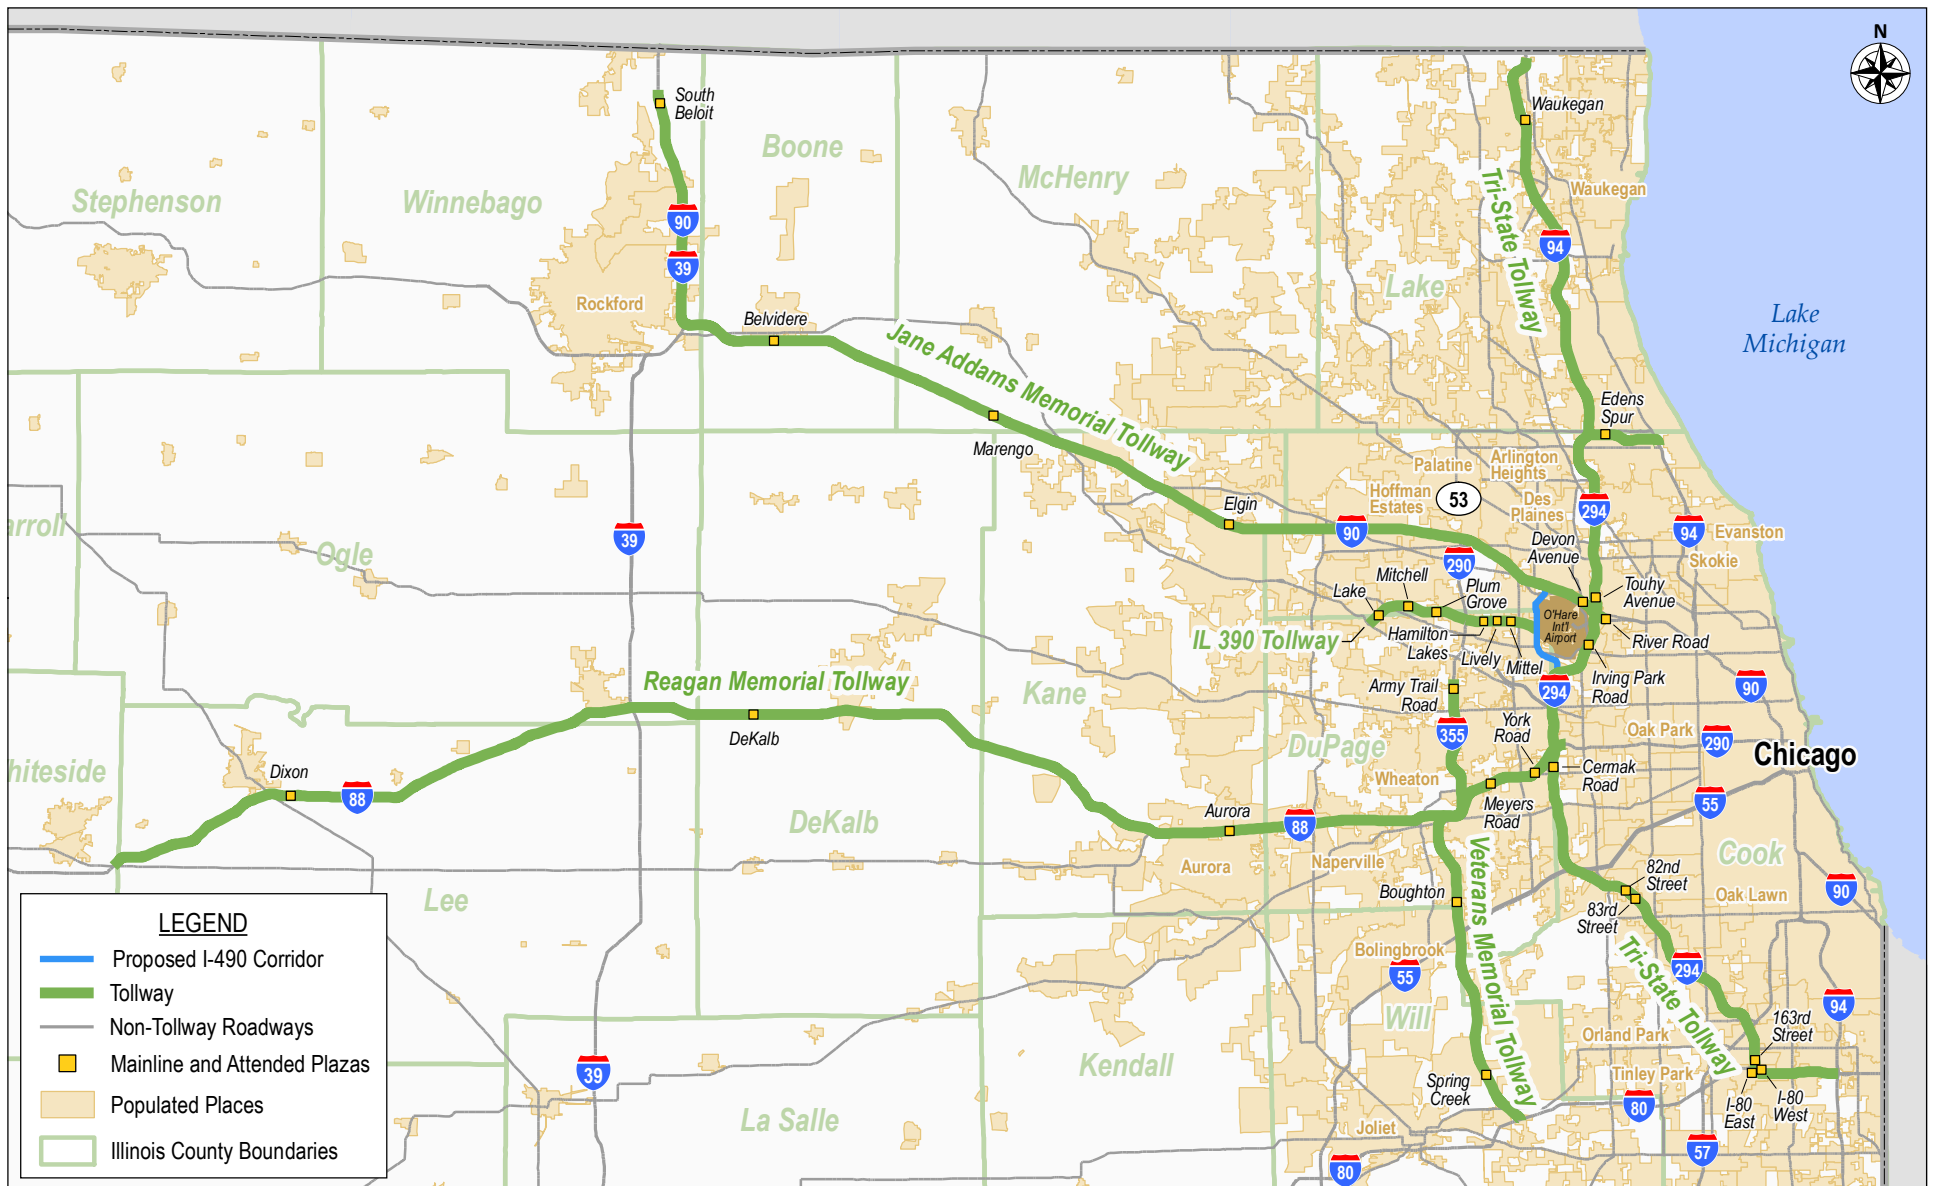 N
South
Beloit
Waukegan
Boone
McHenry
Stephenson
Winnebago
Waukegan
Tri-State Tollway
90
94
39
Lake
Rockford
Belvidere
Lake
Michigan
Jane Addams Memorial Tollway
Edens
Spur
Marengo
Palatine
Arlington
Heights
Hoffman
Estates
53
Des
Plaines
Elgin
294
90
94
Evanston
arroll
39
Ogle
Devon
Avenue
Skokie
290
Mitchell
Plum
Grove
Touhy
Avenue
Lake
O'Hare
Int'l
Airport
IL 390 Tollway
Hamilton
Lakes
Lively
Mittel
River Road
Irving Park
Road
Reagan Memorial Tollway
Kane
Army Trail
Road
294
90
DeKalb
355
York
Road
Oak Park
290
DuPage
Chicago
hiteside
Dixon
Wheaton
Cermak
Road
88
Meyers
Road
55
DeKalb
Aurora
88
Aurora
Naperville
Veterans Memorial Tollway
Cook
82nd
Street
Lee
Boughton
83rd
Street
Oak Lawn
90
Bolingbrook
55
Tri-State Tollway
294
94
Will
163rd
Street
Orland Park
Kendall
Tinley Park
39
Spring
Creek
I-80
East
I-80
West
80
La Salle
Joliet
57
80
LEGEND
Proposed I-490 Corridor
Tollway
Non-Tollway Roadways
Mainline and Attended Plazas
Populated Places
Illinois County Boundaries